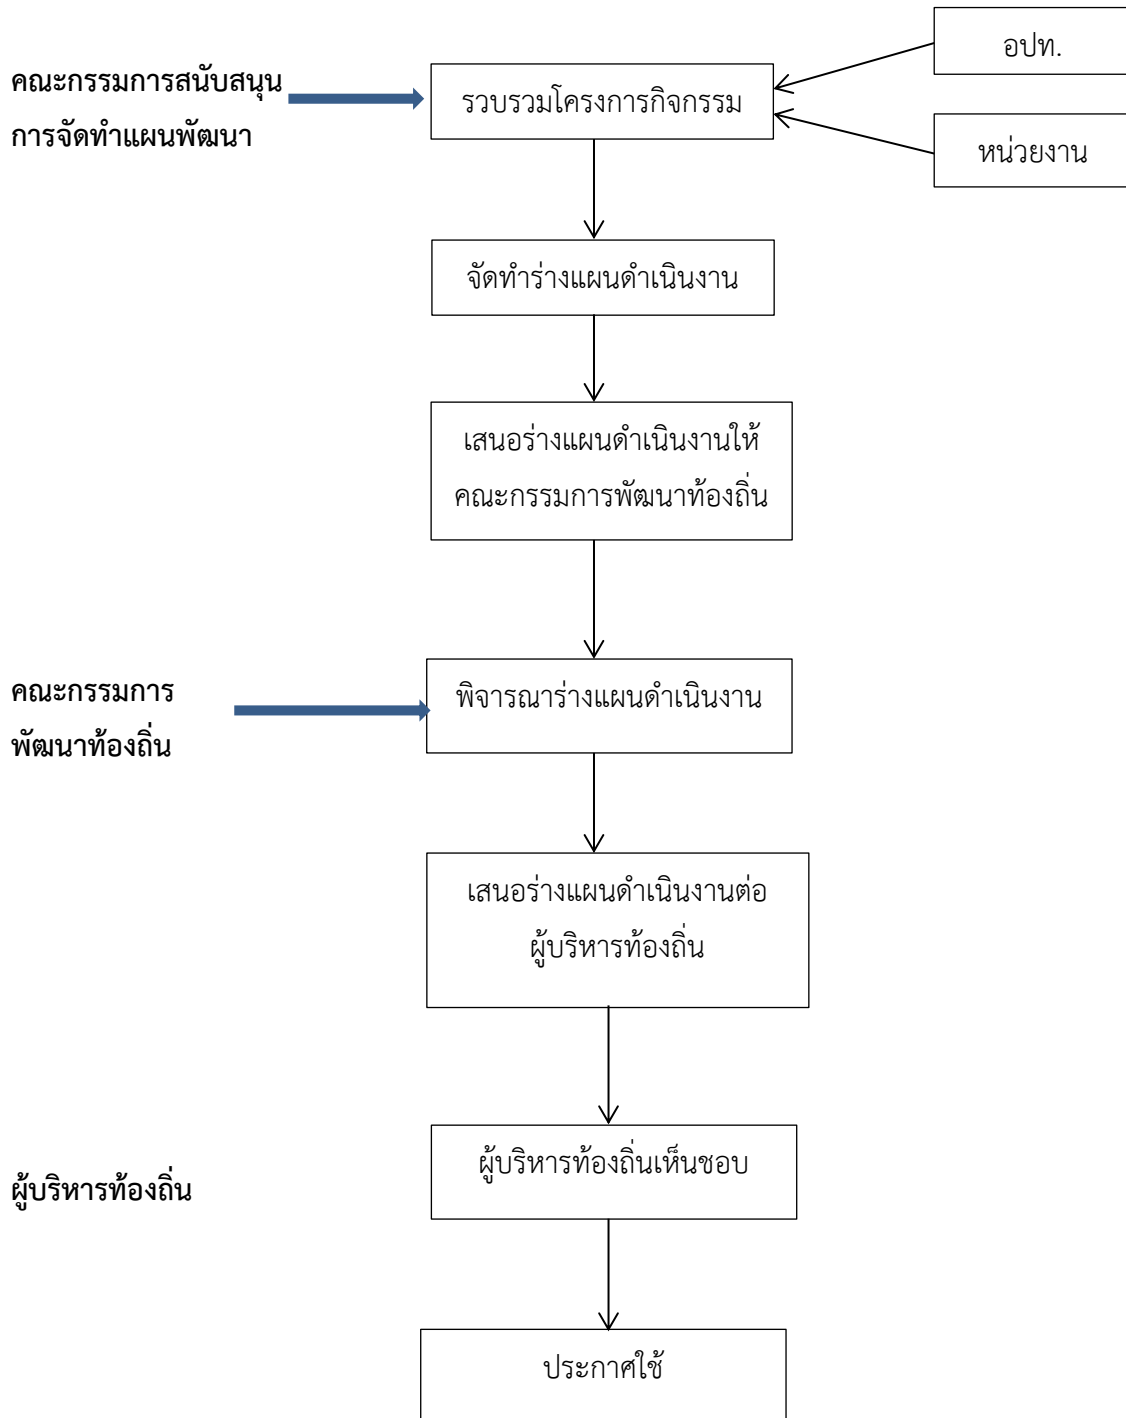 อปท.
คณะกรรมการสนับสนุน
การจัดทำแผนพัฒนา
รวบรวมโครงการกิจกรรม
หน่วยงาน
จัดทำร่างแผนดำเนินงาน
เสนอร่างแผนดำเนินงานให้
คณะกรรมการพัฒนาท้องถิ่น
คณะกรรมการ
พัฒนาท้องถิ่น
พิจารณาร่างแผนดำเนินงาน
เสนอร่างแผนดำเนินงานต่อ
ผู้บริหารท้องถิ่น
ผู้บริหารท้องถิ่น
ผู้บริหารท้องถิ่นเห็นชอบ
ประกาศใช้